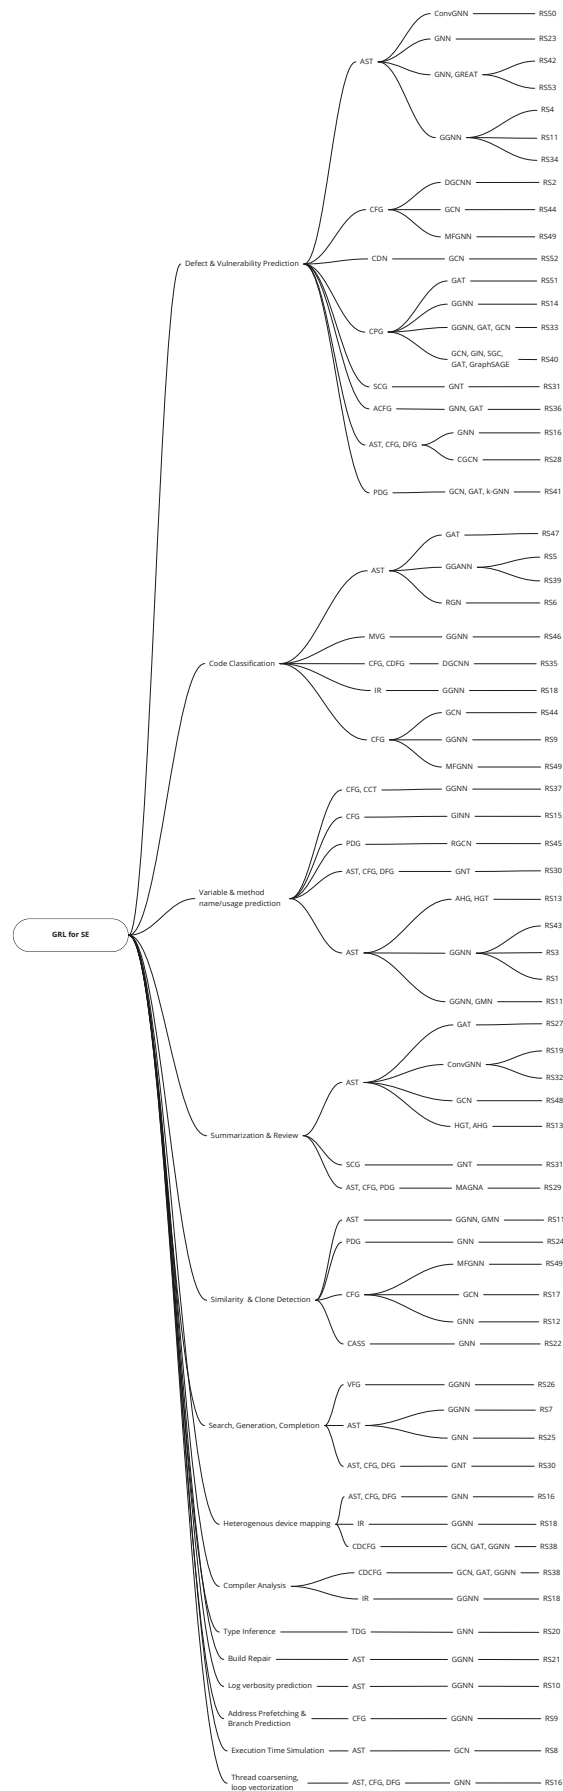 ConvGNN RS50
GNN RS23
AST
GNN, GREAT RS42
RS53
RS4
GGNN RS11
RS34
DGCNN RS2
CFG GCN RS44
MFGNN RS49
Defect & Vulnerability Prediction
CDN GCN RS52
GAT RS51
GGNN RS14
CPG
GGNN, GAT, GCN RS33
GCN, GIN, SGC,
GAT, GraphSAGE
RS40
SCG GNT RS31
ACFG GNN, GAT RS36
GNN RS16
AST, CFG, DFG
CGCN RS28
PDG GCN, GAT, k-GNN RS41
GAT RS47
AST GGANN RS5
RS39
RGN RS6
MVG GGNN RS46
Code Classification
CFG, CDFG DGCNN RS35
IR GGNN RS18
GCN RS44
CFG GGNN RS9
MFGNN RS49
CFG, CCT GGNN RS37
CFG GINN RS15
PDG RGCN RS45
AST, CFG, DFG GNT RS30
Variable & method
name/usage prediction
AHG, HGT RS13
RS43
AST GGNN RS3
RS1
GGNN, GMN RS11
GRL for SE
GAT RS27
ConvGNN RS19
RS32
AST
GCN RS48
HGT, AHG RS13
Summarization & Review
SCG GNT RS31
AST, CFG, PDG MAGNA RS29
AST GGNN, GMN RS11
PDG GNN RS24
MFGNN RS49
Similarity & Clone Detection
CFG GCN RS17
GNN RS12
CASS GNN RS22
VFG GGNN RS26
GGNN RS7
Search, Generation, Completion
AST
GNN RS25
AST, CFG, DFG GNT RS30
AST, CFG, DFG GNN RS16
Heterogenous device mapping
IR GGNN RS18
CDCFG GCN, GAT, GGNN RS38
CDCFG GCN, GAT, GGNN RS38
Compiler Analysis
IR GGNN RS18
Type Inference TDG GNN RS20
Build Repair AST GGNN RS21
Log verbosity prediction AST GGNN RS10
Address Prefetching &
Branch Prediction
CFG GGNN RS9
Execution Time Simulation AST GCN RS8
Thread coarsening,
loop vectorization
AST, CFG, DFG GNN RS16